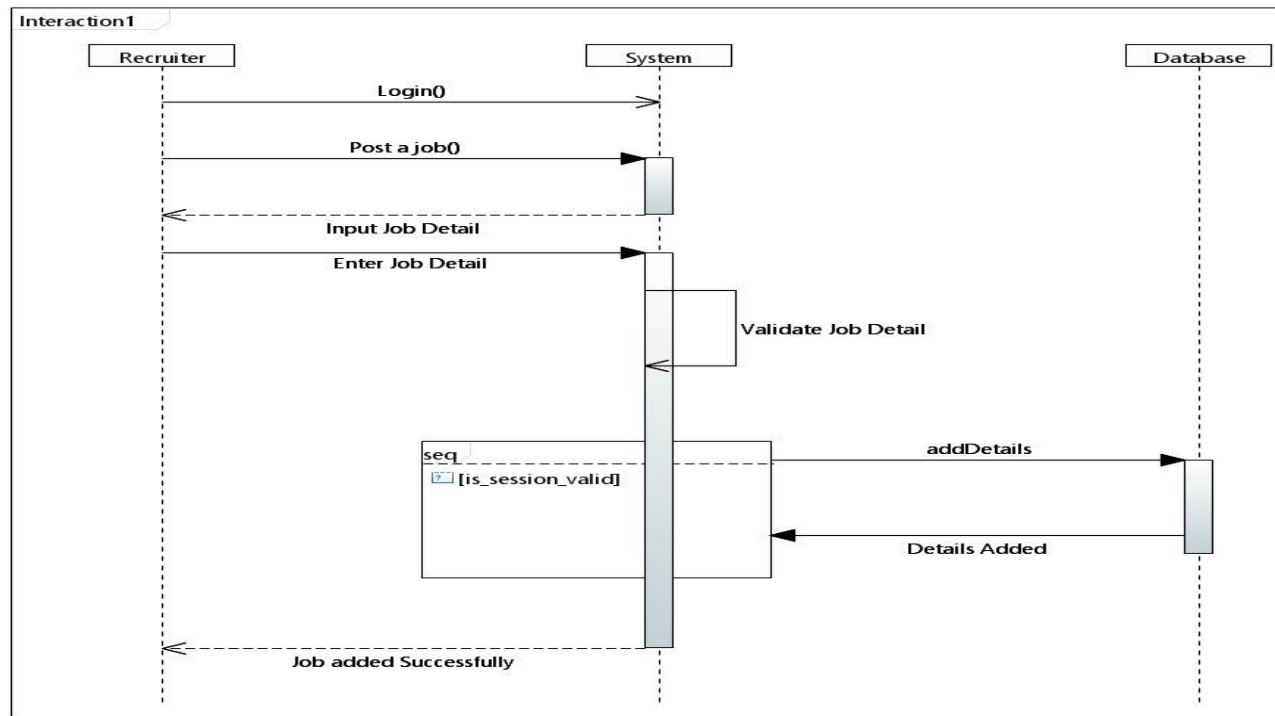 Interaction1
Recruiter
System
Database
Login()
Post a job()
Input Job Detail
Enter Job Detail
Validate Job Detail
seq
[is_session_valid]
addDetails
Details Added
Job added Successfully